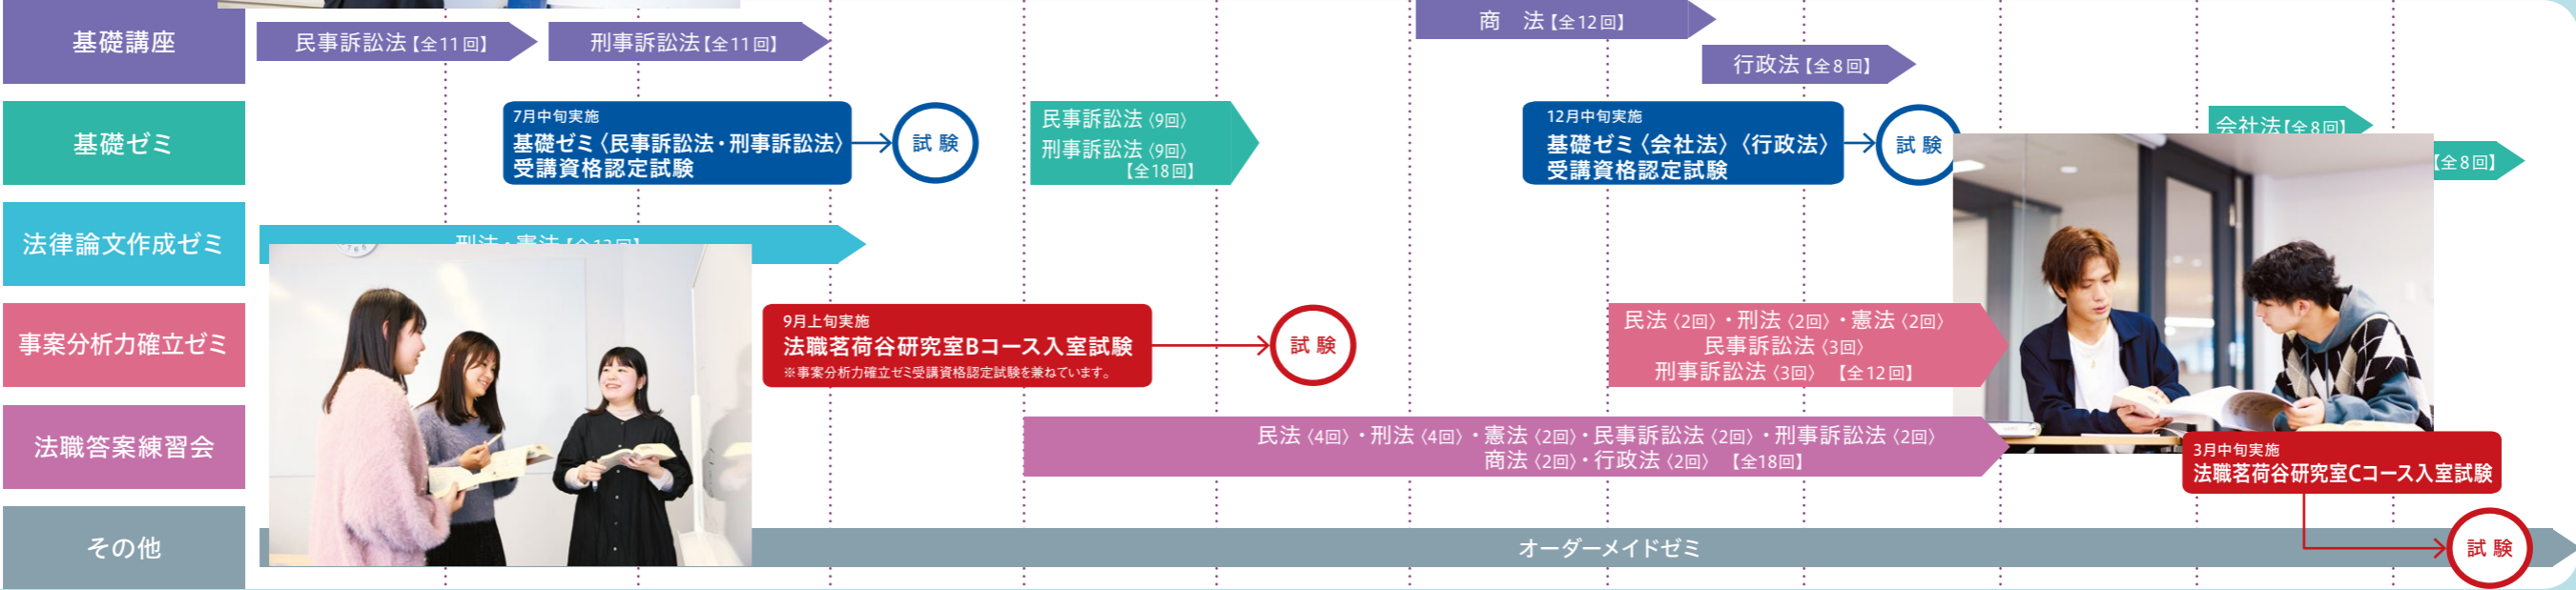 基礎講座
民事訴訟法【全11回】
刑事訴訟法【全11回】
商　法【全12回】
行政法【全8回】
基礎ゼミ
7月中旬実施
基礎ゼミ〈民事訴訟法・刑事訴訟法〉
受講資格認定試験
試験
民事訴訟法〈9回〉
刑事訴訟法〈9回〉
【全18回】
12月中旬実施
基礎ゼミ〈会社法〉〈行政法〉
受講資格認定試験
試験
会社法【全8回】
【全8回】
法律論文作成ゼミ
刑法・憲法
事案分析力確立ゼミ
9月上旬実施
法職茗荷谷研究室Bコース入室試験
※事案分析力確立ゼミ受講資格認定試験を兼ねています。
試験
民法〈2回〉・刑法〈2回〉・憲法〈2回〉
民事訴訟法〈3回〉
刑事訴訟法〈3回〉【全12回】
法職答案練習会
民法〈4回〉・刑法〈4回〉・憲法〈2回〉・民事訴訟法〈2回〉・刑事訴訟法〈2回〉
商法〈2回〉・行政法〈2回〉【全18回】
3月中旬実施
法職茗荷谷研究室Cコース入室試験
試験
その他
オーダーメイドゼミ